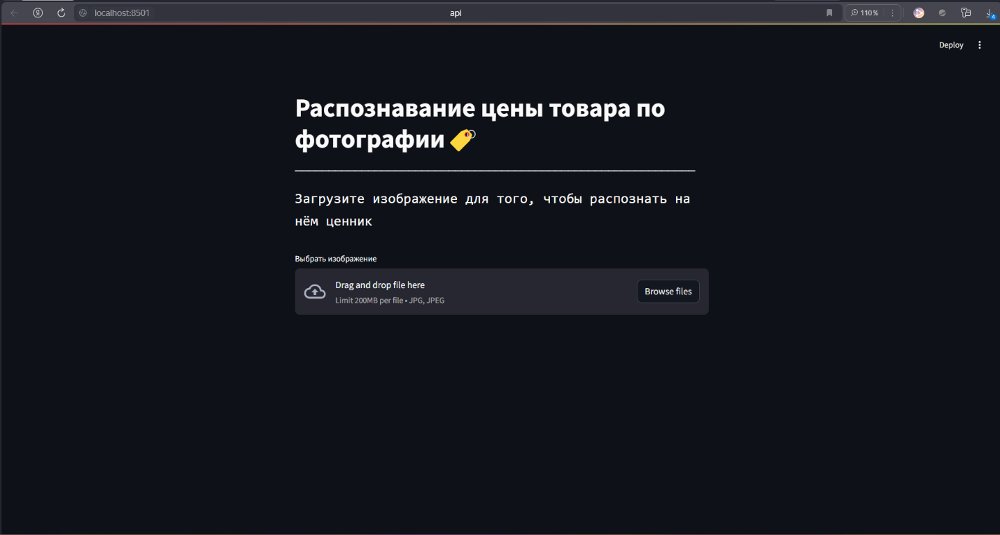 localhost:8501
api
110%
4
Deploy
Распознавание цены товара по
фотографии
Загрузите изображение для того, чтобы распознать на
нём ценник
Выбрать изображение
Drag and drop file here
Limit 200MB per file • JPG, JPEG
Browse files